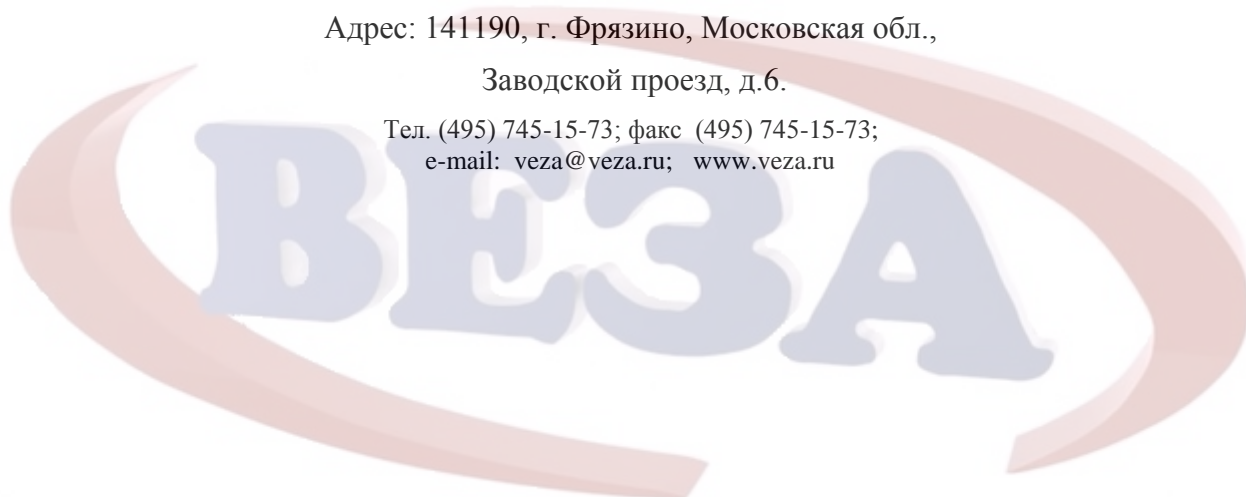 Адрес: 141190, г. Фрязино, Московская обл.,
Заводской проезд, д.6.
Тел. (495) 745-15-73; факс (495) 745-15-73;
e-mail: veza@veza.ru; www.veza.ru
ВЕЗА